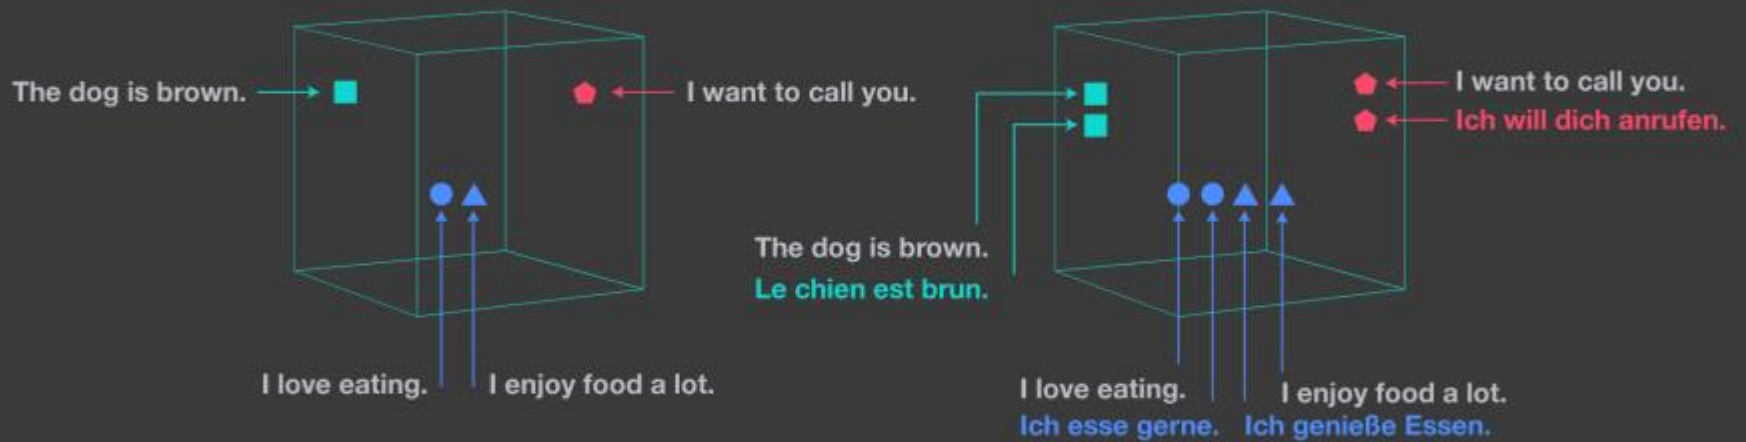 The dog is brown.
I want to call you.
I love eating.
I enjoy food a lot.
I want to call you.
Ich will dich anrufen.
The dog is brown.
Le chien est brun.
I love eating.
I enjoy food a lot.
Ich esse gerne.
Ich genieße Essen.